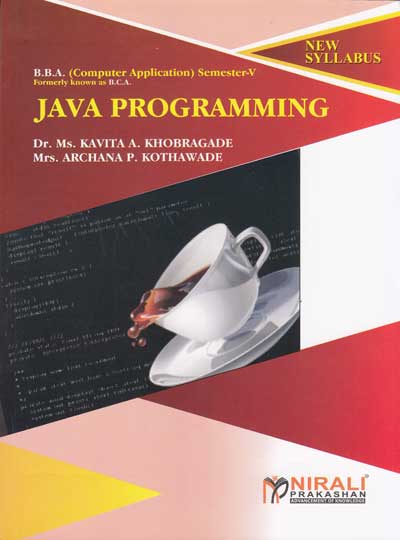 NEW
SYLLABUS
B.B.A. (Computer Application) Semester-V
Formerly known as B.C.A.
JAVA PROGRAMMING
Dr. Ms. KAVITA A. KHOBRAGADE
Mrs. ARCHANA P. KOTHAWADE
NIRALI
PRAKASHAN
ADVANCEMENT OF KNOWLEDGE